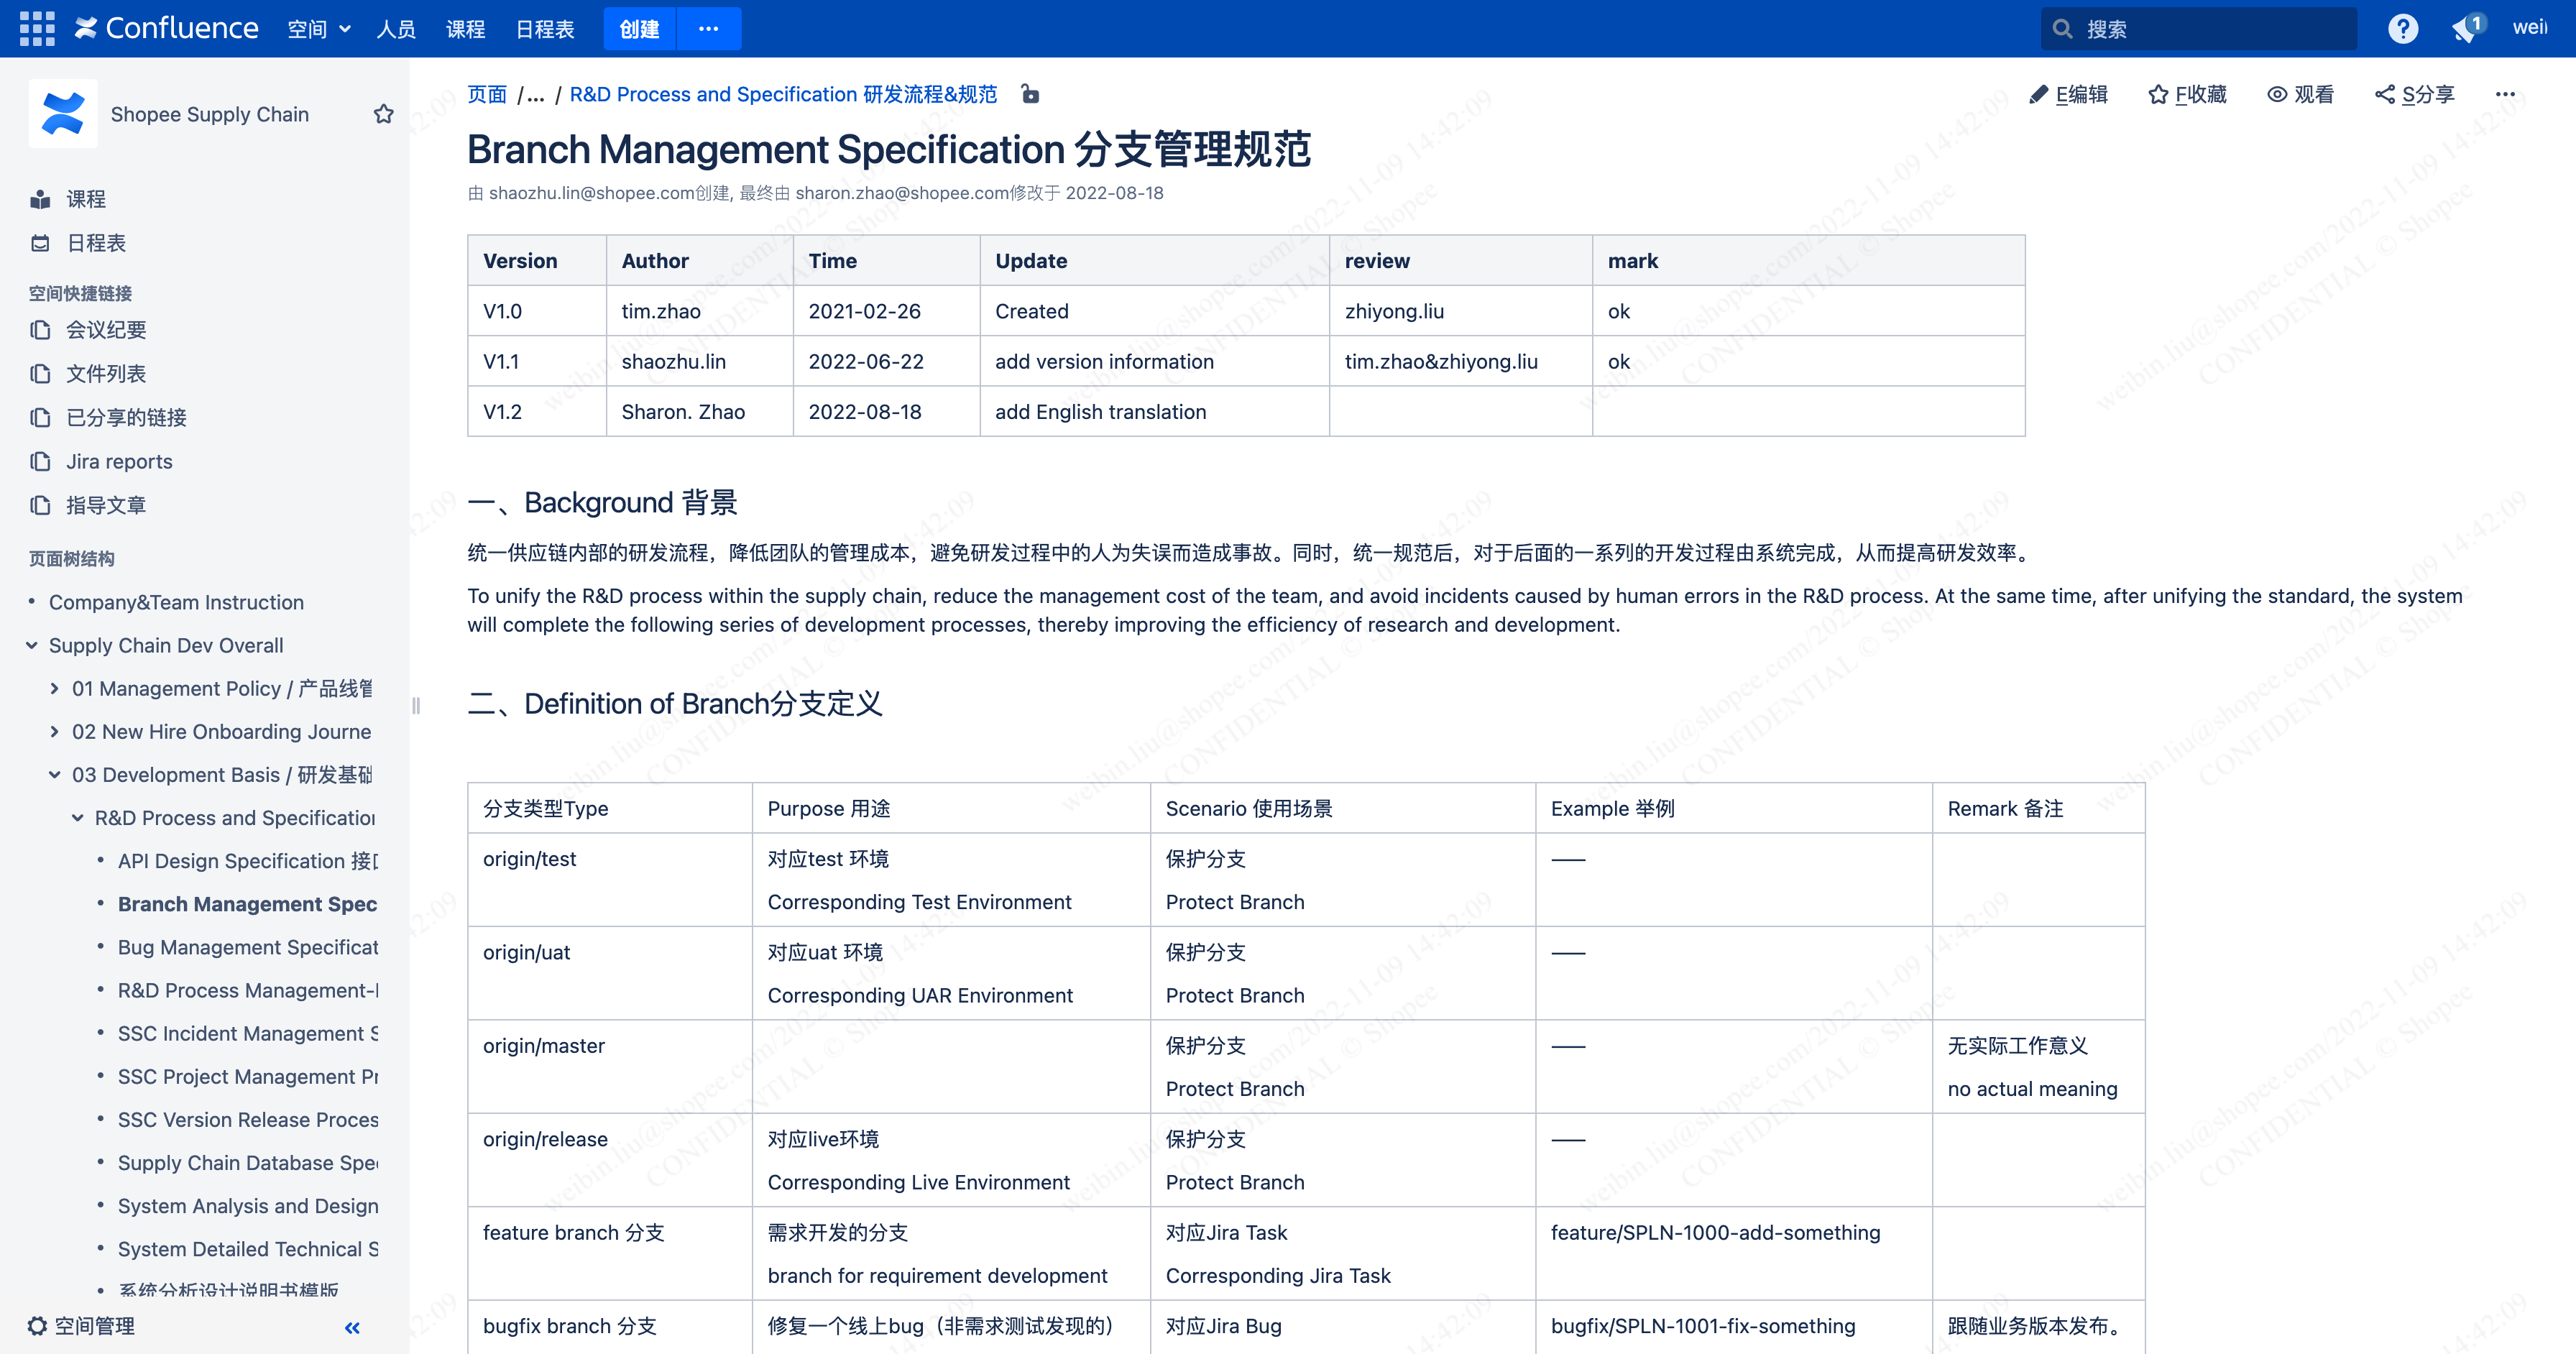 Confluence 空间 人员 课程 日程表 创建 ··· 搜索 ? 1 wei
Shopee Supply Chain
课程
日程表
空间快捷链接
会议纪要
文件列表
已分享的链接
Jira reports
指导文章
页面树结构
• Company&Team Instruction
Supply Chain Dev Overall
01 Management Policy / 产品线管
02 New Hire Onboarding Journe
03 Development Basis / 研发基础
R&D Process and Specification
• API Design Specification 接口
• Branch Management Spec
• Bug Management Specificat
• R&D Process Management-
• SSC Incident Management S
• SSC Project Management Pr
• SSC Version Release Proces
• Supply Chain Database Spe
• System Analysis and Design
• System Detailed Technical S
• 系统分析设计说明书模版
空间管理 «
页面 /... / R&D Process and Specification 研发流程&规范
E编辑 F收藏 观看 S分享 ···
Branch Management Specification 分支管理规范
由 shaozhu.lin@shopee.com创建, 最终由 sharon.zhao@shopee.com修改于 2022-08-18
Version Author Time Update review mark
V1.0 tim.zhao 2021-02-26 Created zhiyong.liu ok
V1.1 shaozhu.lin 2022-06-22 add version information tim.zhao&zhiyong.liu ok
V1.2 Sharon. Zhao 2022-08-18 add English translation
一、Background 背景
统一供应链内部的研发流程，降低团队的管理成本，避免研发过程中的人为失误而造成事故。同时，统一规范后，对于后面的一系列的开发过程由系统完成，从而提高研发效率。
To unify the R&D process within the supply chain, reduce the management cost of the team, and avoid incidents caused by human errors in the R&D process. At the same time, after unifying the standard, the system
will complete the following series of development processes, thereby improving the efficiency of research and development.
二、Definition of Branch分支定义
分支类型Type Purpose 用途 Scenario 使用场景 Example 举例 Remark 备注
origin/test 对应test 环境 保护分支 ——
Corresponding Test Environment Protect Branch
origin/uat 对应uat 环境 保护分支 ——
Corresponding UAR Environment Protect Branch
origin/master 保护分支 —— 无实际工作意义
Protect Branch no actual meaning
origin/release 对应live环境 保护分支 ——
Corresponding Live Environment Protect Branch
feature branch 分支 需求开发的分支 对应Jira Task feature/SPLN-1000-add-something
branch for requirement development Corresponding Jira Task
bugfix branch 分支 修复一个线上bug（非需求测试发现的） 对应Jira Bug bugfix/SPLN-1001-fix-something 跟随业务版本发布。
weibin.liu@shopee.com/2022-11-09 14:42:09
CONFIDENTIAL © Shopee